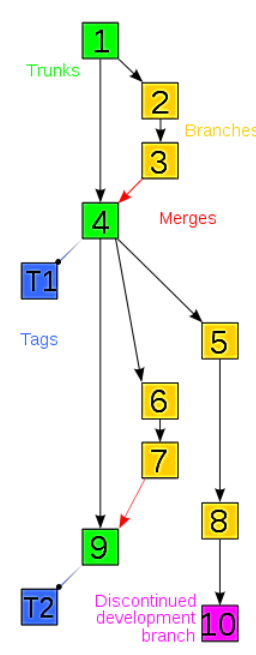 1
Trunks
2
Branches
3
4
Merges
T1
5
Tags
6
7
8
9
T2
Discontinued
development
branch
10